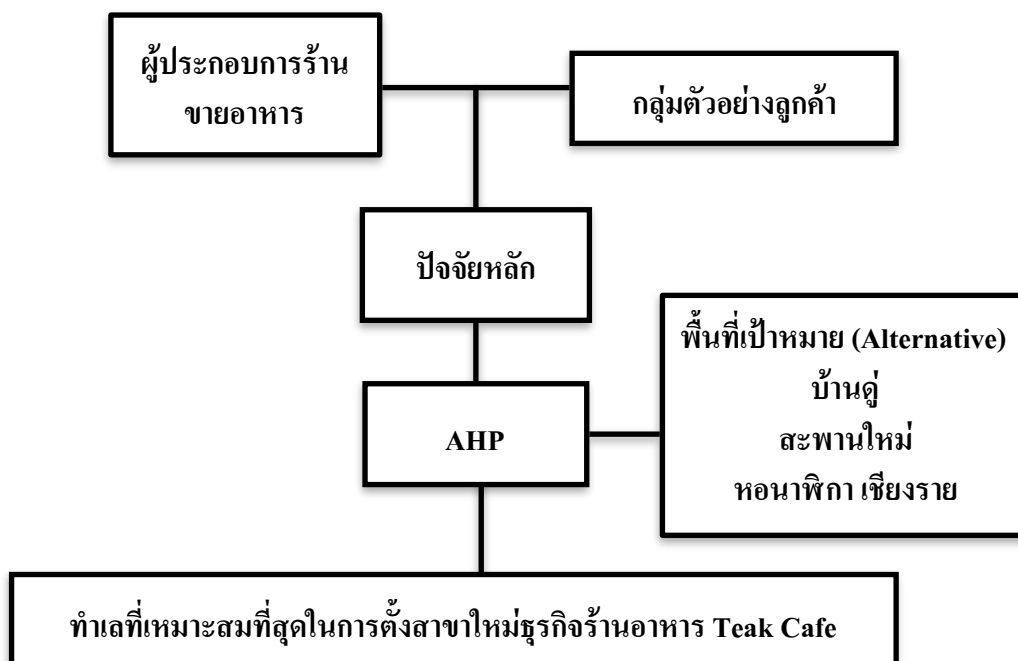 ผู้ประกอบการร้าน
ขายอาหาร
กลุ่มตัวอย่างลูกค้า
ปัจจัยหลัก
พื้นที่เป้าหมาย (Alternative)
บ้านดู่
สะพานใหม่
หอนาฬิกา เชียงราย
AHP
ทำเลที่เหมาะสมที่สุดในการตั้งสาขาใหม่ธุรกิจร้านอาหาร Teak Cafe